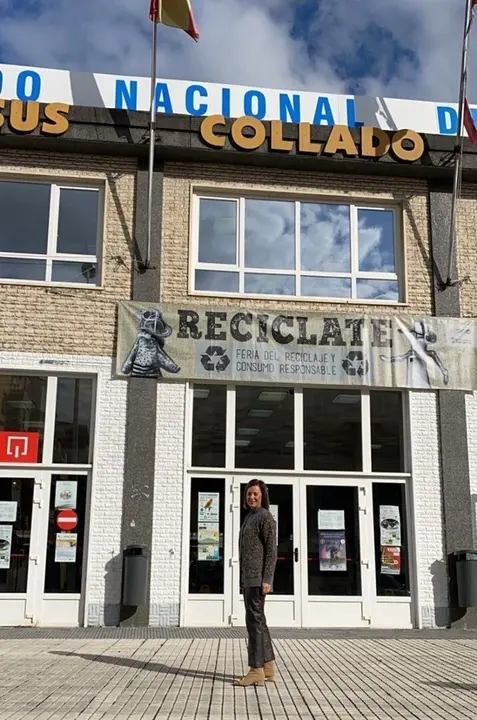 DO NACIONAL D
SUS COLLADO
RECICLATE
FERIA DEL RECICLAJE Y
CONSUMO RESPONSABLE